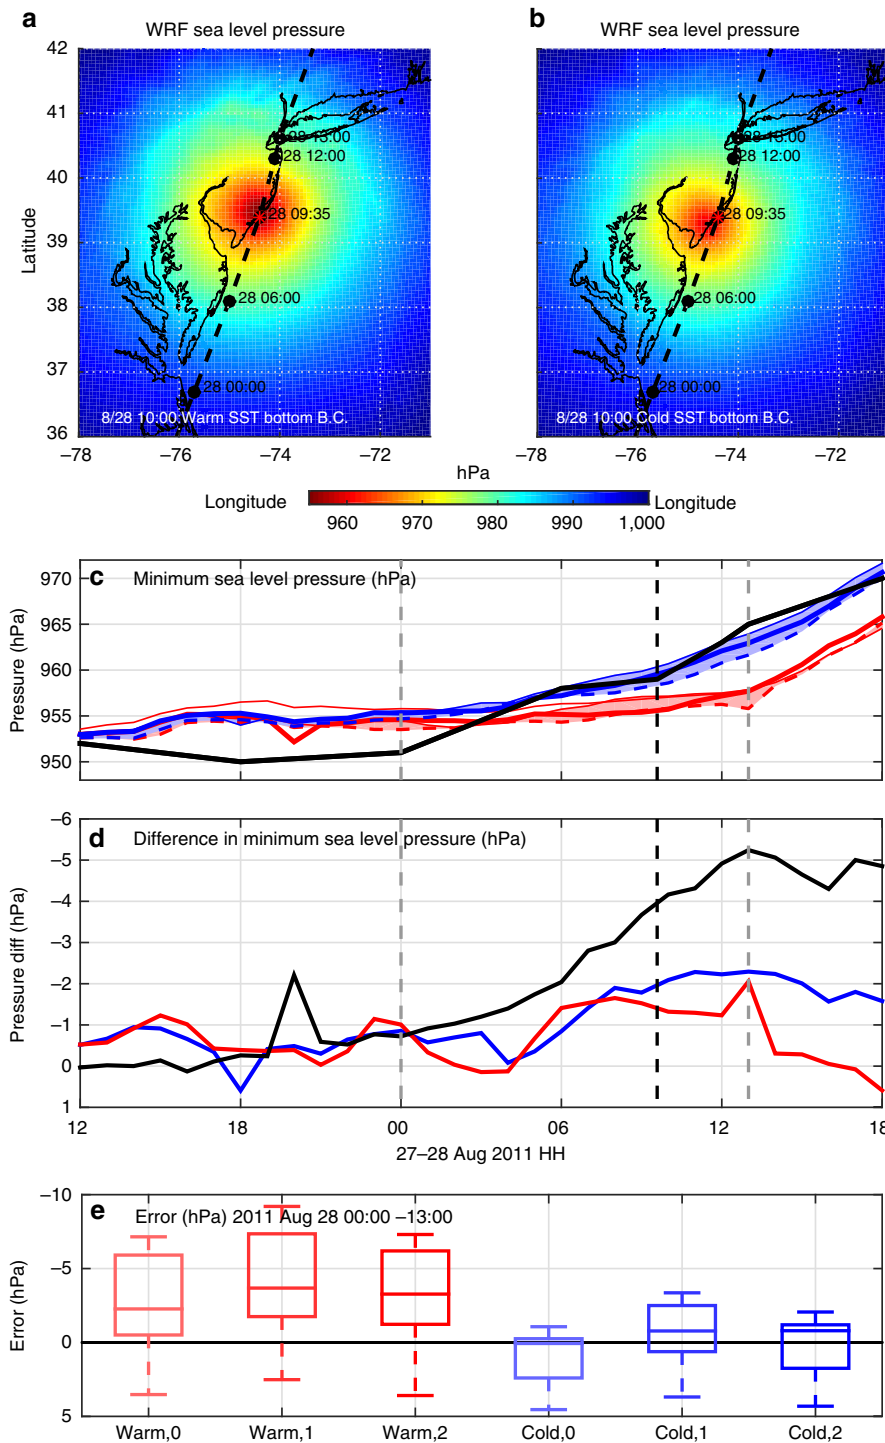 a
b
WRF sea level pressure
WRF sea level pressure
Latitude
42
41
40
39
38
37
36
28 13:00
28 12:00
28 09:35
28 06:00
28 00:00
8/28 10:00 Warm SST bottom B.C.
28 13:00
28 12:00
28 09:35
28 06:00
28 00:00
8/28 10:00 Cold SST bottom B.C.
–78 –76 –74 –72
–78 –76 –74 –72
hPa
Longitude
Longitude
960 970 980 990 1,000
c Minimum sea level pressure (hPa)
Pressure (hPa)
970
965
960
955
950
d Difference in minimum sea level pressure (hPa)
Pressure diff (hPa)
–6
–5
–4
–3
–2
–1
0
1
12 18 00 06 12 18
27–28 Aug 2011 HH
e Error (hPa) 2011 Aug 28 00:00 –13:00
Error (hPa)
–10
–5
0
5
Warm,0 Warm,1 Warm,2 Cold,0 Cold,1 Cold,2